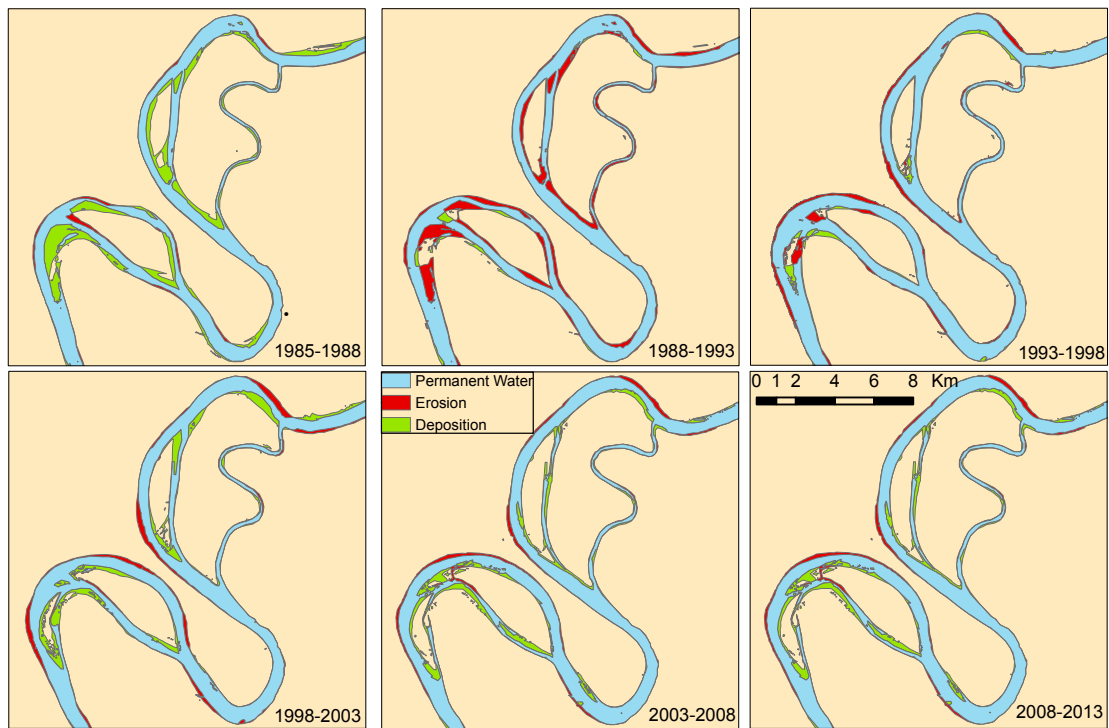 1985-1988
1988-1993
1993-1998
Permanent Water
Erosion
Deposition
0 1 2 4 6 8 Km
1998-2003
2003-2008
2008-2013